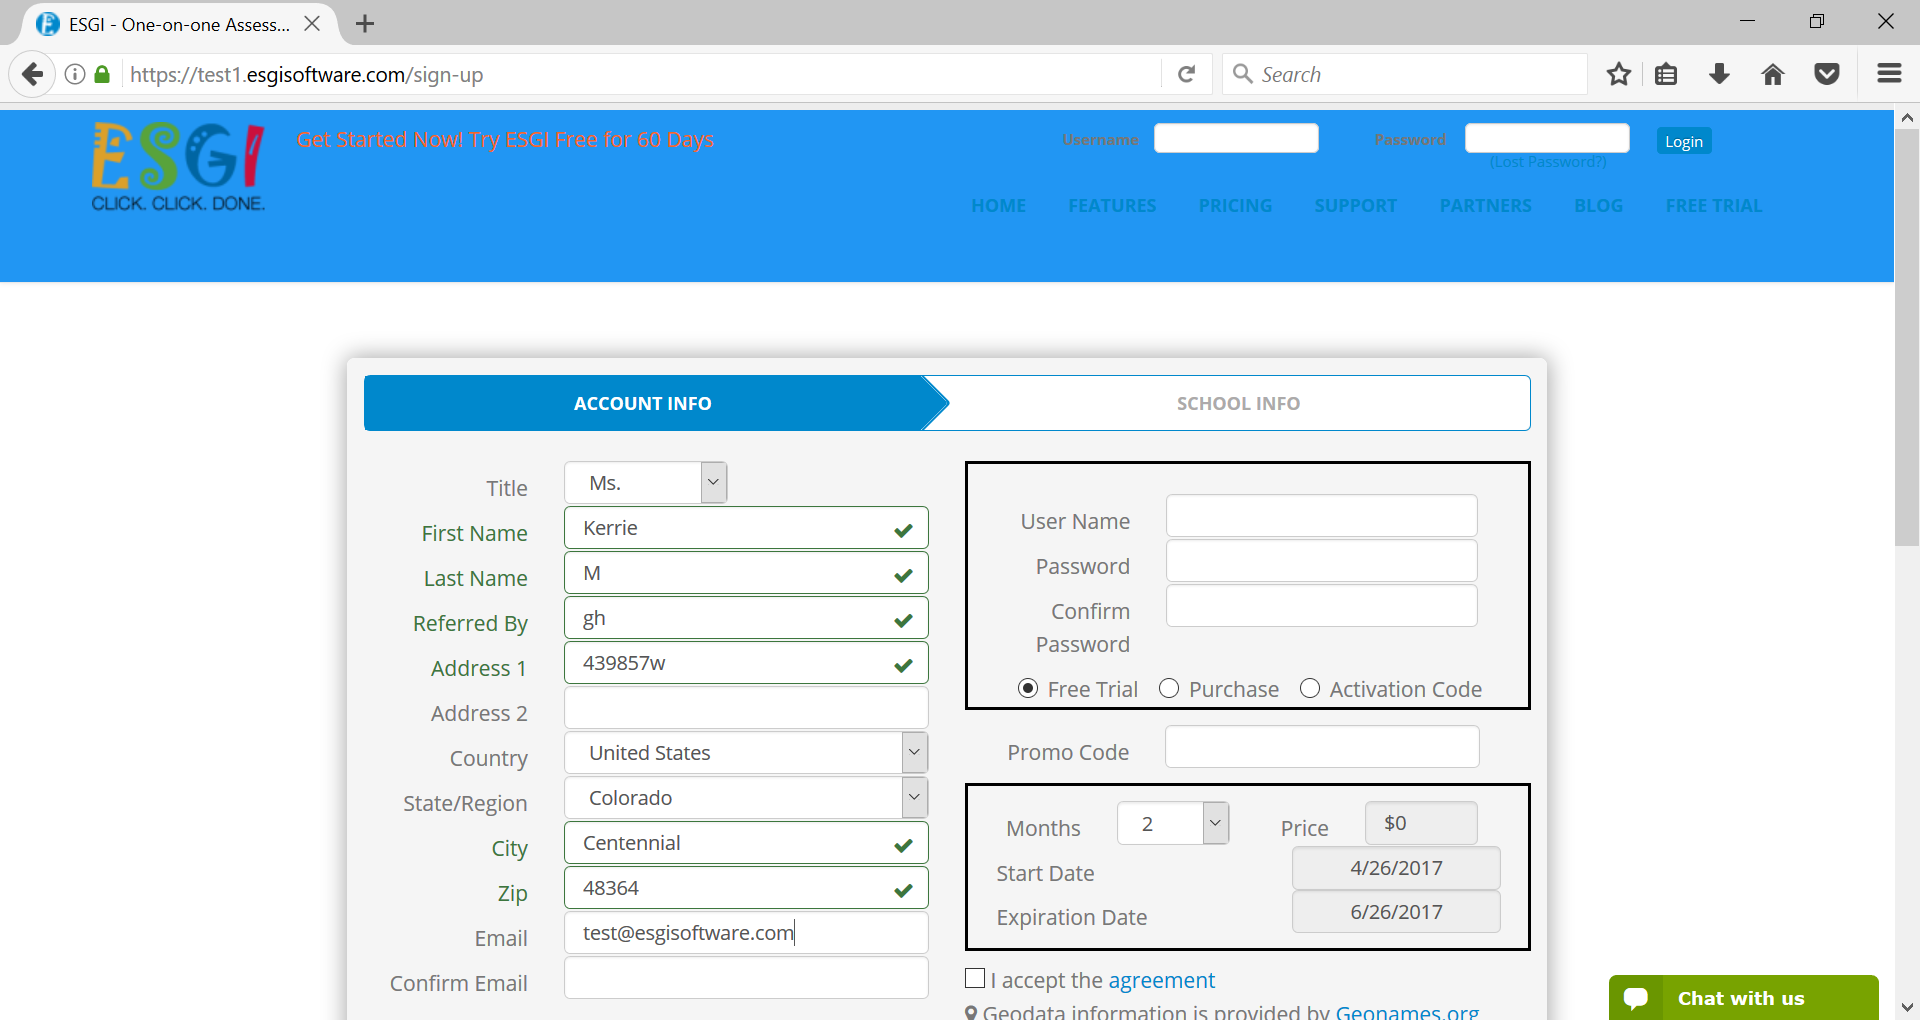 ESGI - One-on-one Assess...
https://test1.esgisoftware.com/sign-up
Search
ESGI
CLICK. CLICK. DONE.
Get Started Now! Try ESGI Free for 60 Days
Username
Password
Login
(Lost Password?)
HOME FEATURES PRICING SUPPORT PARTNERS BLOG FREE TRIAL
ACCOUNT INFO
SCHOOL INFO
Title Ms.
First Name Kerrie
Last Name M
Referred By gh
Address 1 439857w
Address 2
Country United States
State/Region Colorado
City Centennial
Zip 48364
Email test@esgisoftware.com
Confirm Email
User Name
Password
Confirm
Password
Free Trial Purchase Activation Code
Promo Code
Months 2 Price $0
Start Date 4/26/2017
Expiration Date 6/26/2017
I accept the agreement
Geodata information is provided by Geonames.org
Chat with us